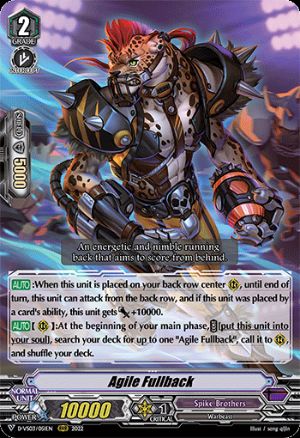 2
GRADE
INTERCEPT
SHIELD
5000
An energetic and nimble running
back that aims to score from behind.
AUTO :When this unit is placed on your back row center , until end of
turn, this unit can attack from the back row, and if this unit was placed by
a card's ability, this unit gets +10000.
AUTO [ ]:At the beginning of your main phase, [put this unit into
your soul], search your deck for up to one "Agile Fullback", call it to ,
and shuffle your deck.
Agile Fullback
NORMAL
UNIT
POWER
10000
1
CRITICAL
Spike Brothers
Warbeast
D-VS03/051EN
2022
Illust / song qijin